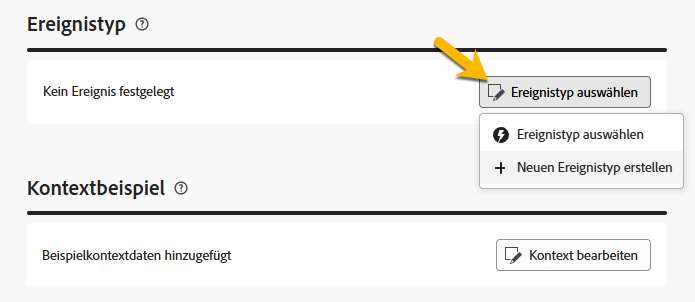 Ereignistyp
Kein Ereignis festgelegt
Ereignistyp auswählen
Ereignistyp auswählen
Neuen Ereignistyp erstellen
Kontextbeispiel
Beispielkontextdaten hinzugefügt
Kontext bearbeiten